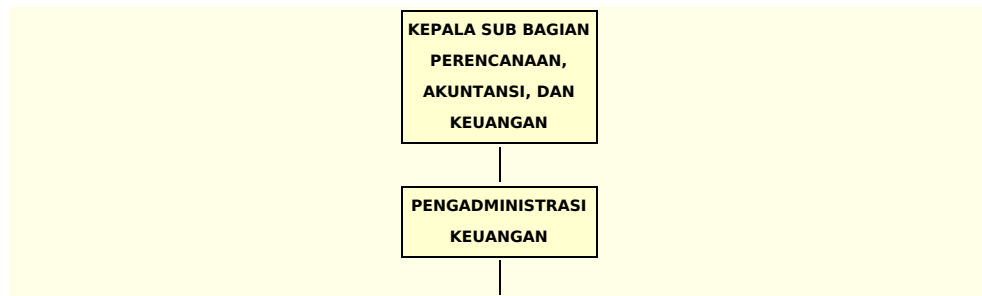 KEPALA SUB BAGIAN
PERENCANAAN,
AKUNTANSI, DAN
KEUANGAN
PENGADMINISTRASI
KEUANGAN